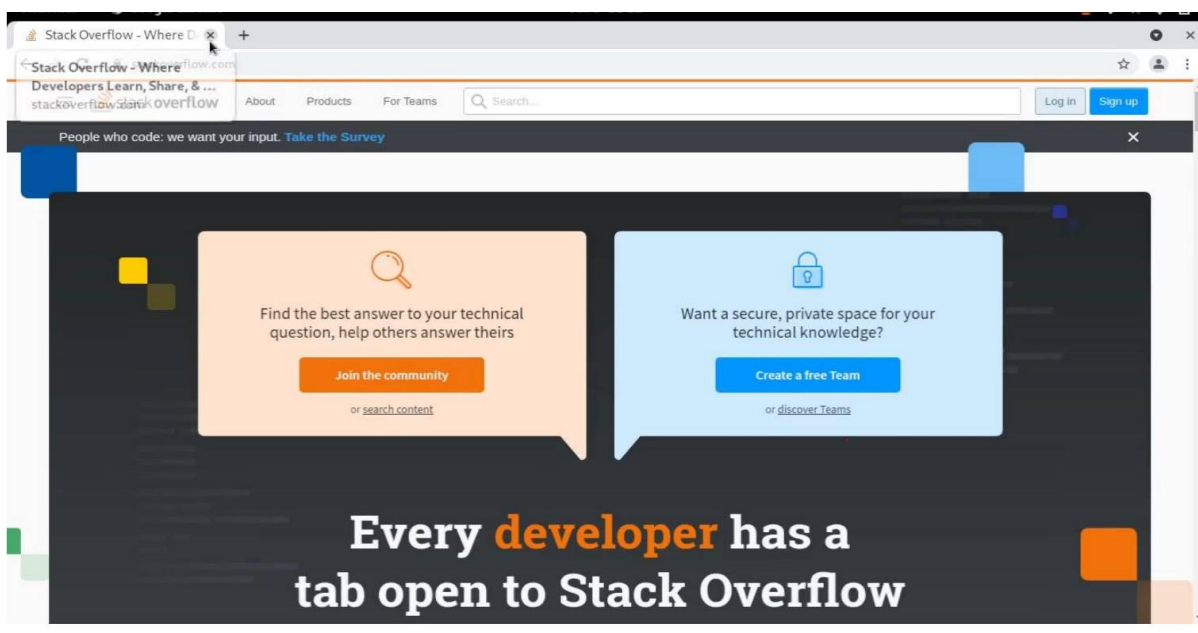 Stack Overflow - Where D
Stack Overflow - Where
Developers Learn, Share, & ...
stackoverflow.com
overflow About Products For Teams Search... Log in Sign up
People who code: we want your input. Take the Survey
Find the best answer to your technical
question, help others answer theirs
Join the community
or search content
Want a secure, private space for your
technical knowledge?
Create a free Team
or discover Teams
Every developer has a
tab open to Stack Overflow